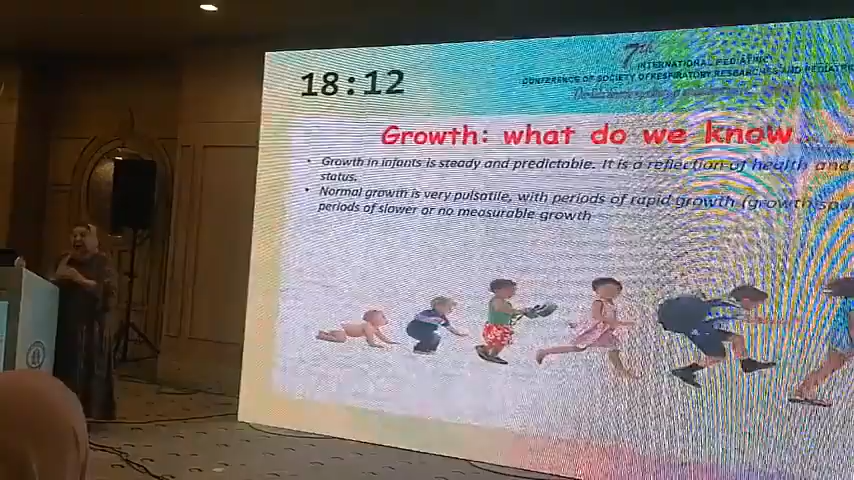 18:12
7th
INTERNATIONAL PEDIATRIC
CONFERENCE OF SOCIETY OF RESPIRATORY RESEARCHES AND PEDIATRIC
Growth: what do we know
• Growth in infants is steady and predictable. It is a reflection of health and
status.
• Normal growth is very pulsatile, with periods of rapid growth (growth
periods of slower or no measurable growth